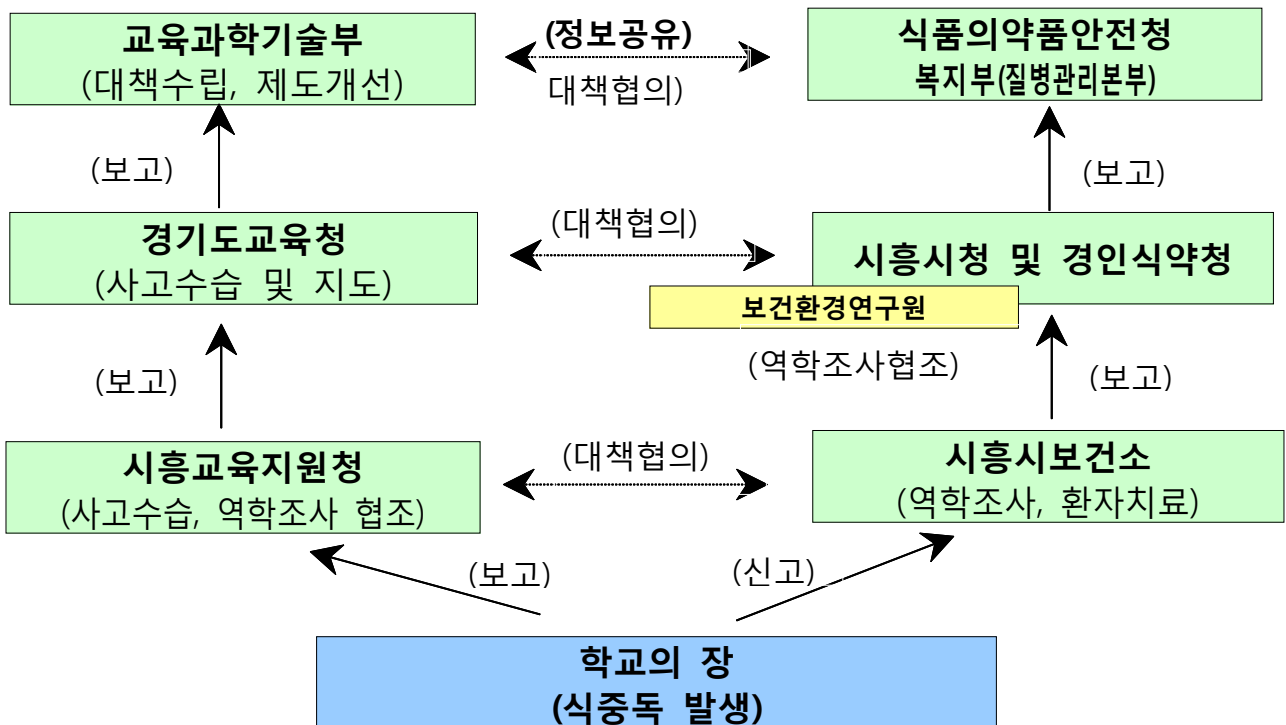 교육과학기술부
(대책수립, 제도개선)
(정보공유)
대책협의)
식품의약품안전청
복지부(질병관리본부)
(보고)
(보고)
경기도교육청
(사고수습 및 지도)
(대책협의)
시흥시청 및 경인식약청
보건환경연구원
(역학조사협조)
(보고)
(보고)
시흥교육지원청
(사고수습, 역학조사 협조)
(대책협의)
시흥시보건소
(역학조사, 환자치료)
(보고)
(신고)
학교의 장
(식중독 발생)